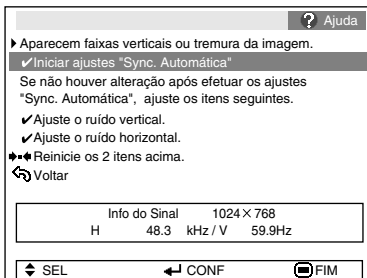 ? Ajuda
Aparecem faixas verticais ou tremura da imagem.
✔Iniciar ajustes "Sync. Automática"
Se não houver alteração após efetuar os ajustes
"Sync. Automática", ajuste os itens seguintes.
✔Ajuste o ruído vertical.
✔Ajuste o ruído horizontal.
Reinicie os 2 itens acima.
Voltar
Info do Sinal 1024×768
H 48.3 kHz / V 59.9Hz
SEL CONF FIM